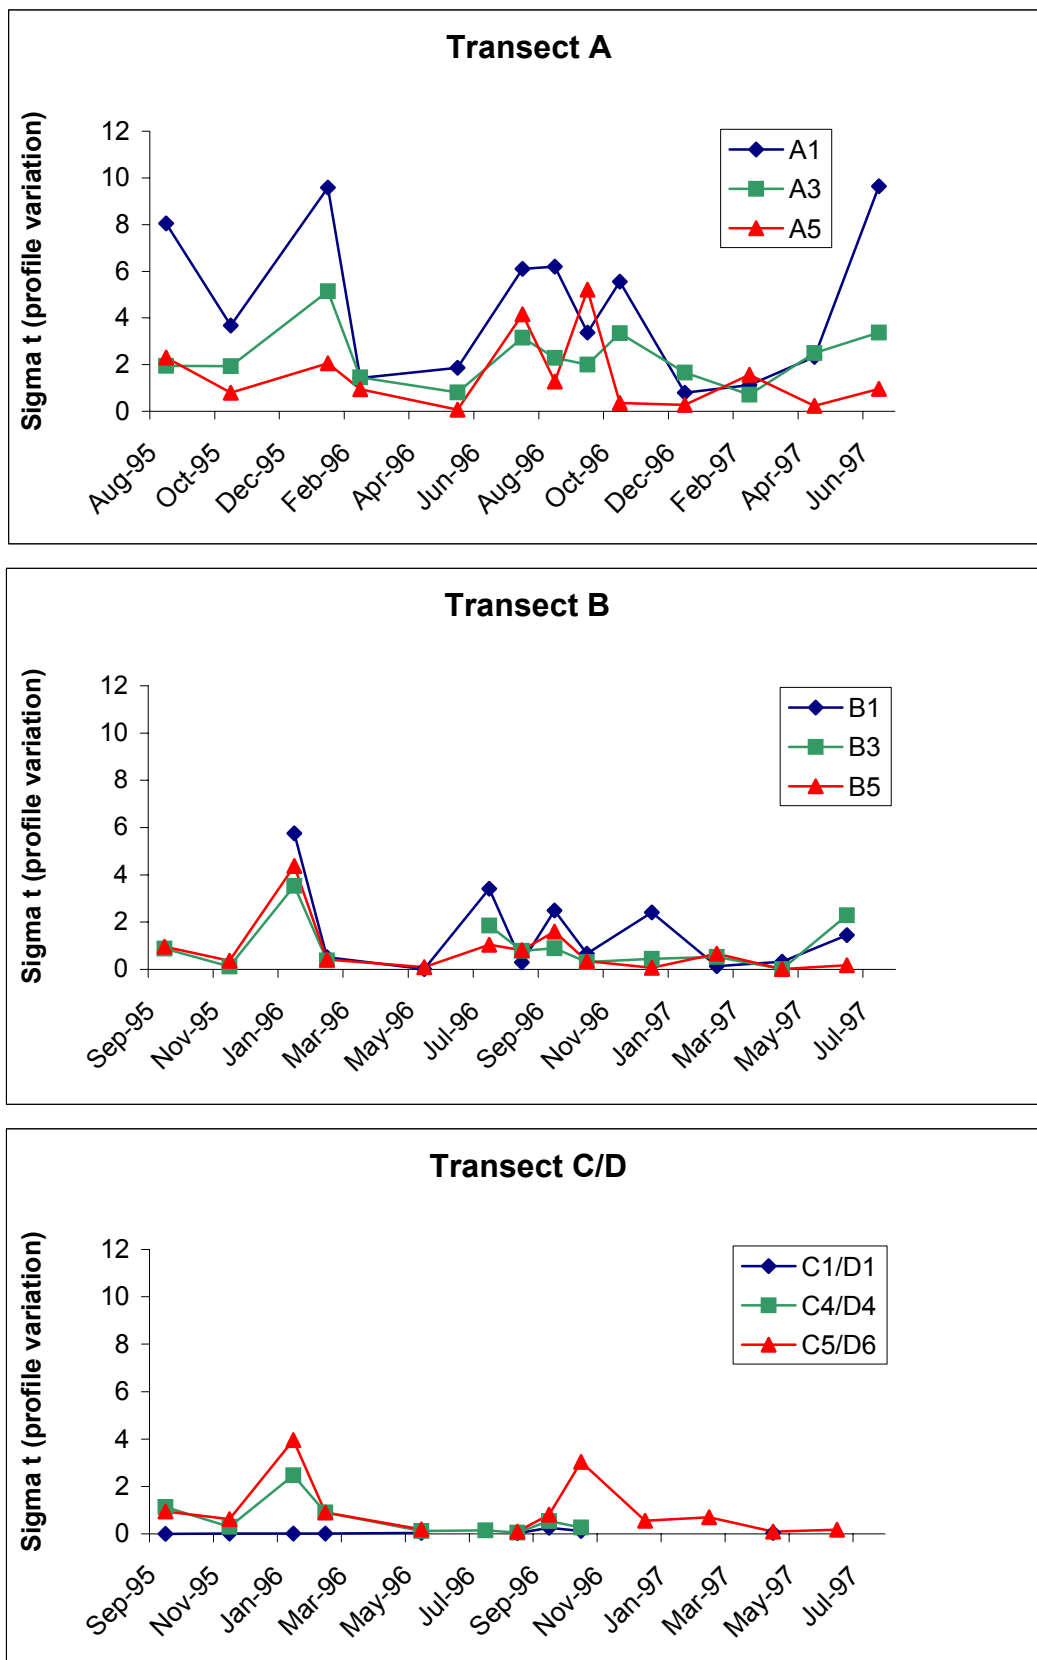 Transect A
Sigma t (profile variation)
12
10
8
6
4
2
0
A1
A3
A5
Aug-95
Oct-95
Dec-95
Feb-96
Apr-96
Jun-96
Aug-96
Oct-96
Dec-96
Feb-97
Apr-97
Jun-97
Transect B
Sigma t (profile variation)
12
10
8
6
4
2
0
B1
B3
B5
Sep-95
Nov-95
Jan-96
Mar-96
May-96
Jul-96
Sep-96
Nov-96
Jan-97
Mar-97
May-97
Jul-97
Transect C/D
Sigma t (profile variation)
12
10
8
6
4
2
0
C1/D1
C4/D4
C5/D6
Sep-95
Nov-95
Jan-96
Mar-96
May-96
Jul-96
Sep-96
Nov-96
Jan-97
Mar-97
May-97
Jul-97